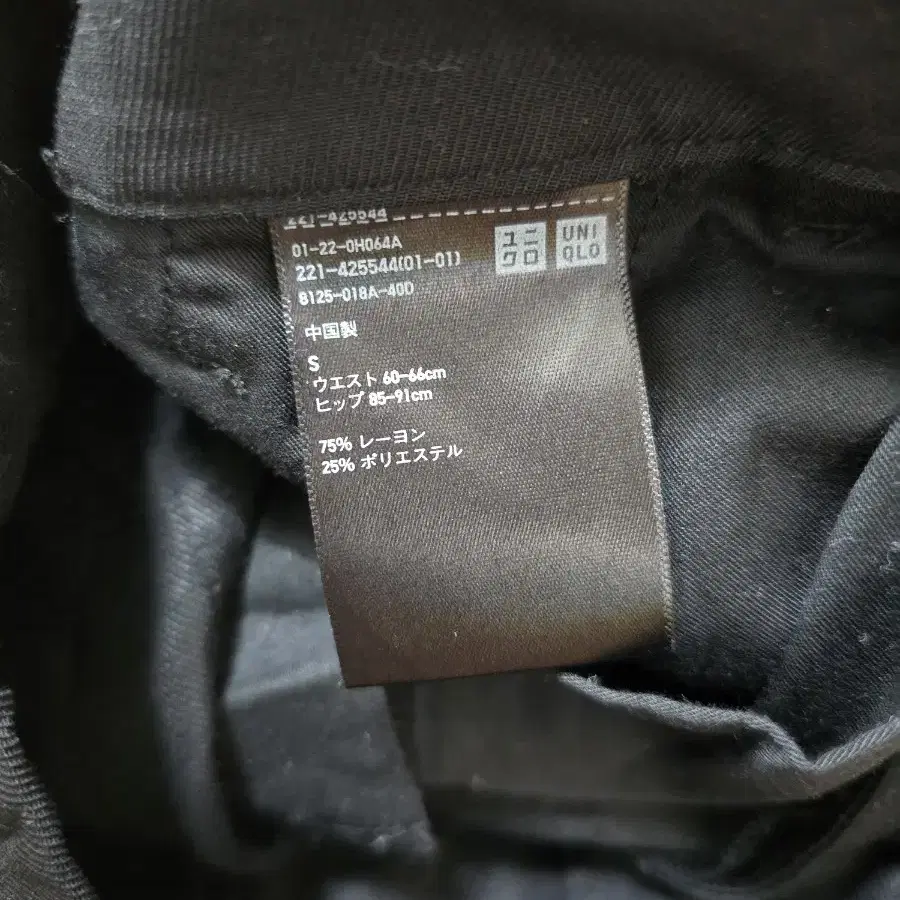 221-425544
01-22-0H064A
221-425544(01-01)
8125-018A-40D
ユニ
クロ
UNI
QLO
中国製
S
ウエスト 60-66cm
ヒップ 85-91cm
75% レーヨン
25% ポリエステル